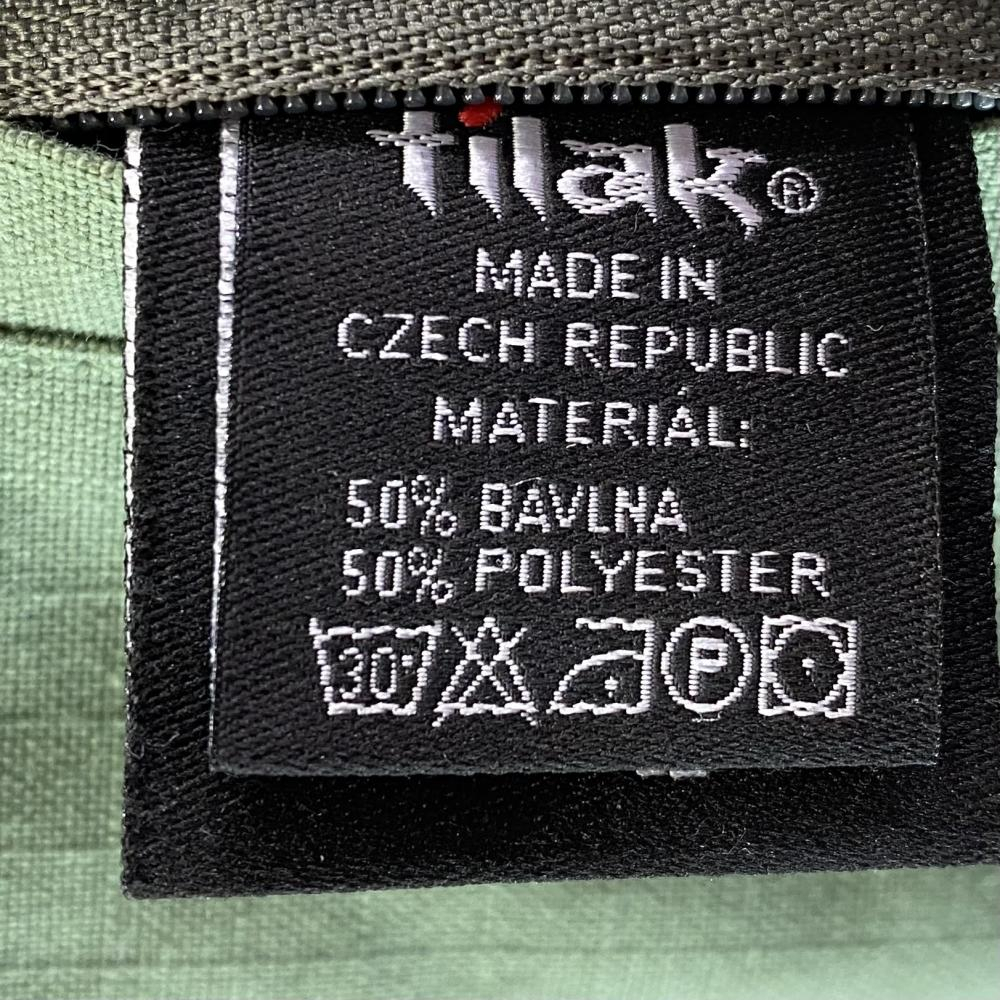 tilak®
MADE IN
CZECH REPUBLIC
MATERIÁL:
50% BAVLNA
50% POLYESTER
30° P